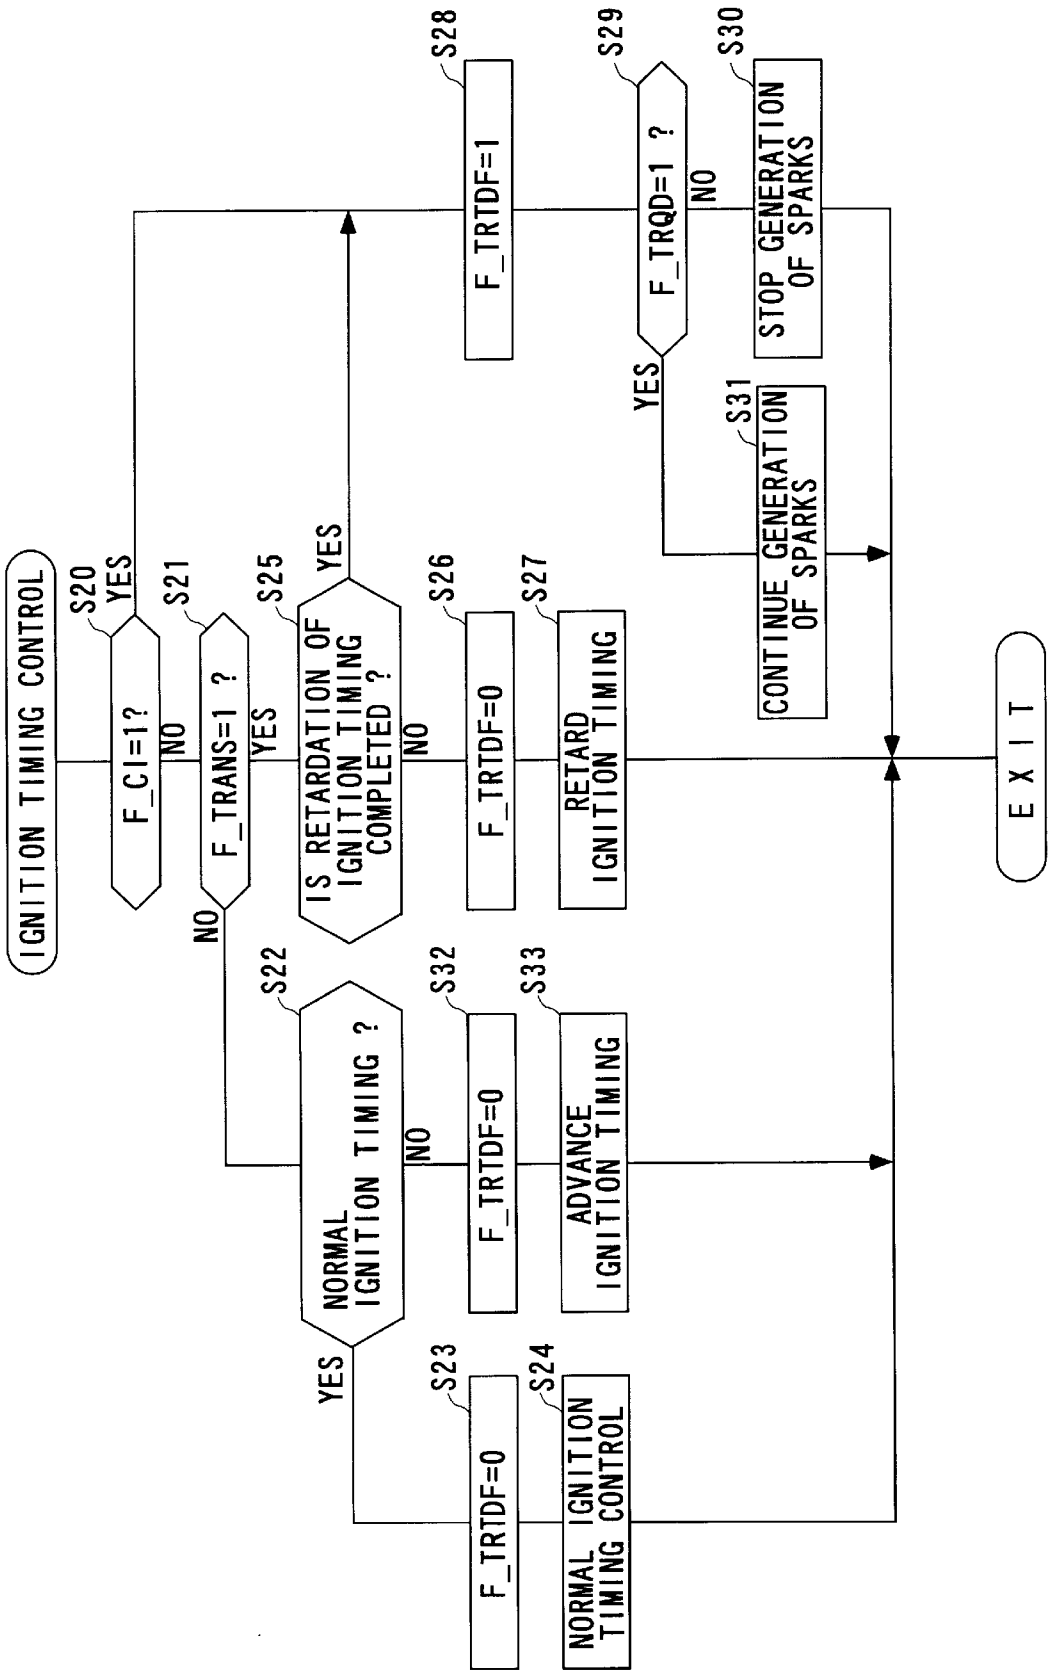 IGNITION TIMING CONTROL
S20
F_CI=1?
YES
NO
S21
F_TRANS=1 ?
NO
YES
S22
NORMAL
IGNITION TIMING ?
YES
NO
S25
IS RETARDATION OF
IGNITION TIMING
COMPLETED ?
YES
NO
S23
F_TRTDF=0
S32
F_TRTDF=0
S26
F_TRTDF=0
S28
F_TRTDF=1
S24
NORMAL IGNITION
TIMING CONTROL
S33
ADVANCE
IGNITION TIMING
S27
RETARD
IGNITION TIMING
S29
F_TRQD=1 ?
YES
NO
S31
CONTINUE GENERATION
OF SPARKS
S30
STOP GENERATION
OF SPARKS
EXIT